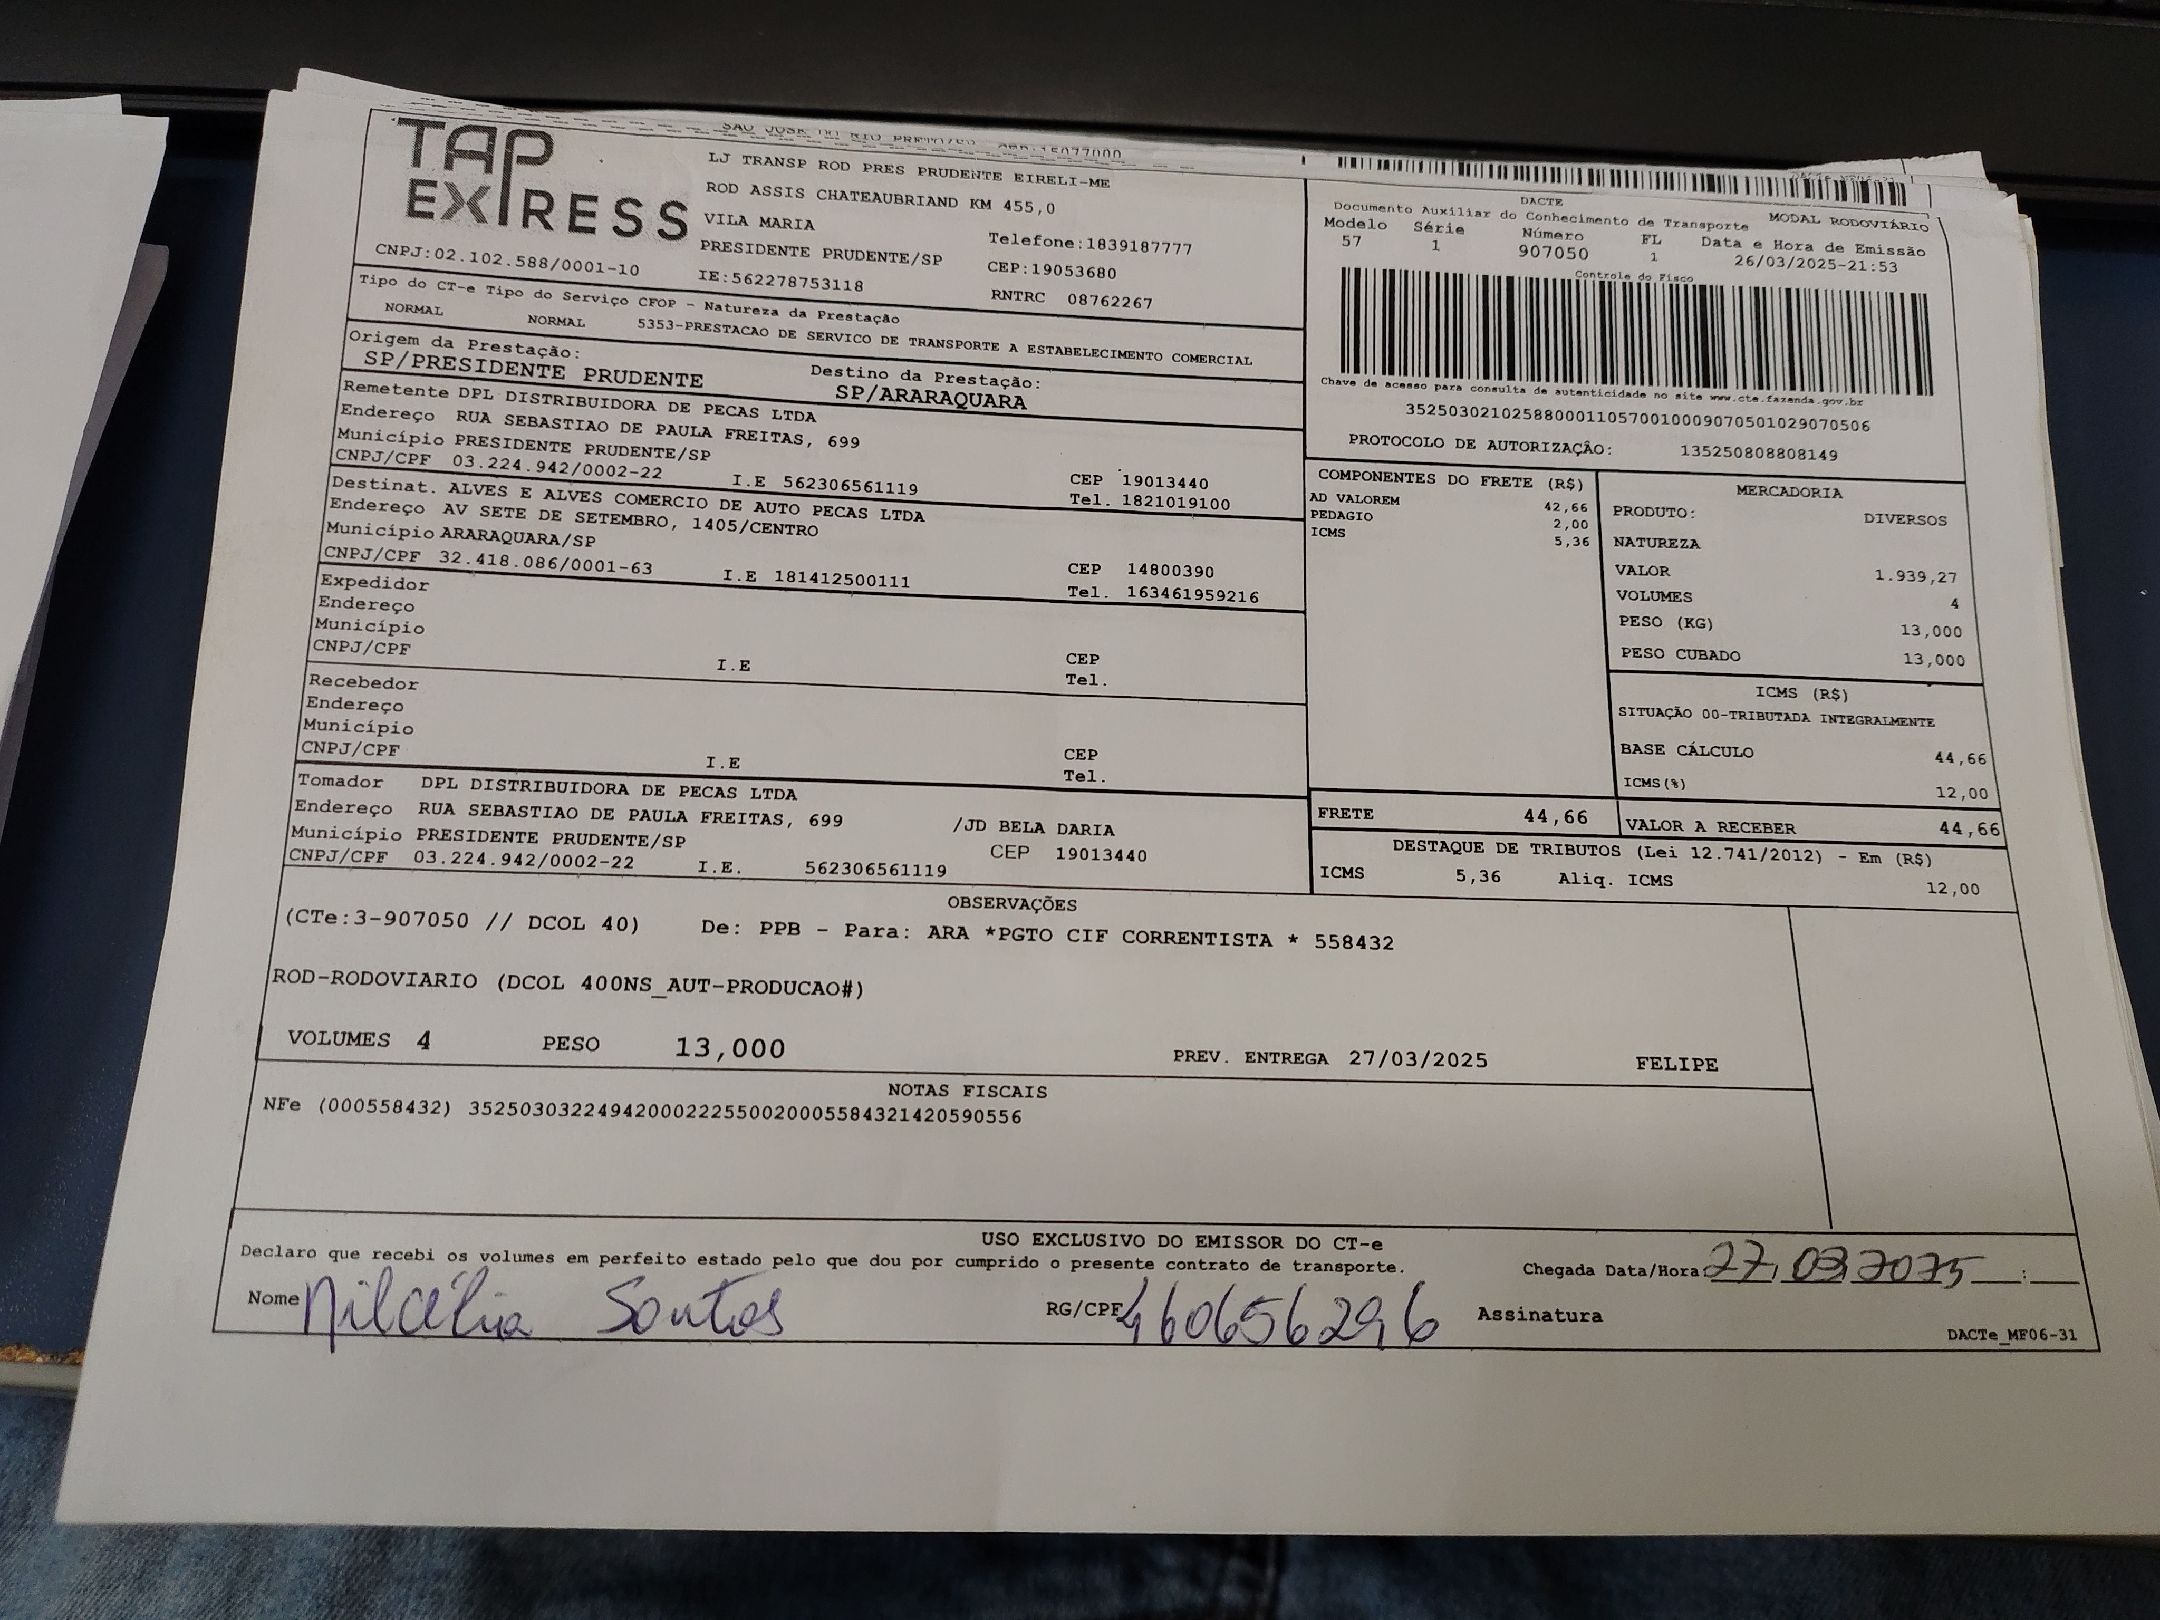 SAO JOSE DO RIO PRETO/SP CEP:15077000
TAP EXPRESS
LJ TRANSP ROD PRES PRUDENTE EIRELI-ME
ROD ASSIS CHATEAUBRIAND KM 455,0
VILA MARIA
Telefone:1839187777
PRESIDENTE PRUDENTE/SP
CEP:19053680
CNPJ:02.102.588/0001-10
IE:562278753118
RNTRC 08762267
DACTE
MODAL RODOVIÁRIO
Documento Auxiliar do Conhecimento de Transporte
Modelo Série Número FL Data e Hora de Emissão
57 1 907050 1 26/03/2025-21:53
Controle do Fisco
Chave de acesso para consulta de autenticidade no site www.cte.fazenda.gov.br
35250302102588000110570010009070501029070506
PROTOCOLO DE AUTORIZAÇÃO: 135250808808149
Tipo do CT-e Tipo do Serviço CFOP - Natureza da Prestação
NORMAL NORMAL 5353-PRESTACAO DE SERVICO DE TRANSPORTE A ESTABELECIMENTO COMERCIAL
Origem da Prestação: Destino da Prestação:
SP/PRESIDENTE PRUDENTE SP/ARARAQUARA
Remetente DPL DISTRIBUIDORA DE PECAS LTDA
Endereço RUA SEBASTIAO DE PAULA FREITAS, 699
Município PRESIDENTE PRUDENTE/SP CEP 19013440
CNPJ/CPF 03.224.942/0002-22 I.E 562306561119 Tel. 1821019100
Destinat. ALVES E ALVES COMERCIO DE AUTO PECAS LTDA
Endereço AV SETE DE SETEMBRO, 1405/CENTRO
Município ARARAQUARA/SP CEP 14800390
CNPJ/CPF 32.418.086/0001-63 I.E 181412500111 Tel. 163461959216
Expedidor
Endereço
Município CEP
CNPJ/CPF I.E Tel.
Recebedor
Endereço
Município CEP
CNPJ/CPF I.E Tel.
Tomador DPL DISTRIBUIDORA DE PECAS LTDA
Endereço RUA SEBASTIAO DE PAULA FREITAS, 699 /JD BELA DARIA
Município PRESIDENTE PRUDENTE/SP CEP 19013440
CNPJ/CPF 03.224.942/0002-22 I.E. 562306561119
COMPONENTES DO FRETE (R$)
AD VALOREM 42,66
PEDAGIO 2,00
ICMS 5,36
MERCADORIA
PRODUTO: DIVERSOS
NATUREZA
VALOR 1.939,27
VOLUMES 4
PESO (KG) 13,000
PESO CUBADO 13,000
ICMS (R$)
SITUAÇÃO 00-TRIBUTADA INTEGRALMENTE
BASE CÁLCULO 44,66
ICMS(%) 12,00
FRETE 44,66 VALOR A RECEBER 44,66
DESTAQUE DE TRIBUTOS (Lei 12.741/2012) - Em (R$)
ICMS 5,36 Aliq. ICMS 12,00
OBSERVAÇÕES
(CTe:3-907050 // DCOL 40) De: PPB - Para: ARA *PGTO CIF CORRENTISTA * 558432
ROD-RODOVIARIO (DCOL 400NS_AUT-PRODUCAO#)
VOLUMES 4 PESO 13,000 PREV. ENTREGA 27/03/2025 FELIPE
NOTAS FISCAIS
NFe (000558432) 35250303224942000222550020005584321420590556
USO EXCLUSIVO DO EMISSOR DO CT-e
Declaro que recebi os volumes em perfeito estado pelo que dou por cumprido o presente contrato de transporte. Chegada Data/Hora 27, 03, 2025 __:__
Nome Nilcélia Santos RG/CPF 460656296 Assinatura
DACTe_MF06-31